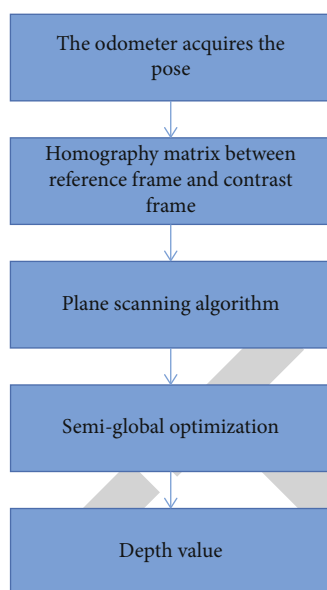 The odometer acquires the
pose
Homography matrix between
reference frame and contrast
frame
Plane scanning algorithm
Semi-global optimization
Depth value